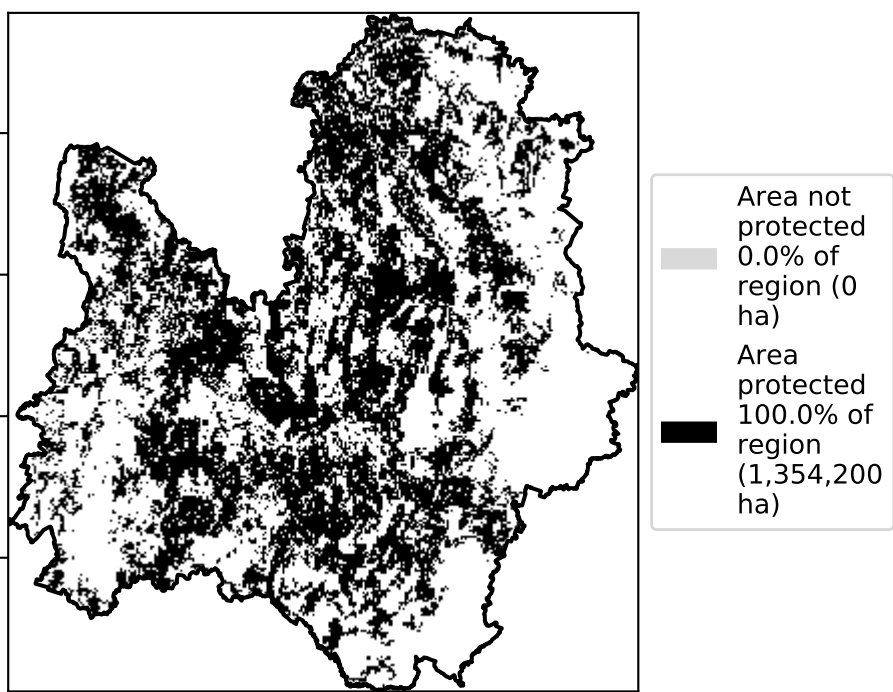 Area not
protected
0.0% of
region (0
ha)
Area
protected
100.0% of
region
(1,354,200
ha)